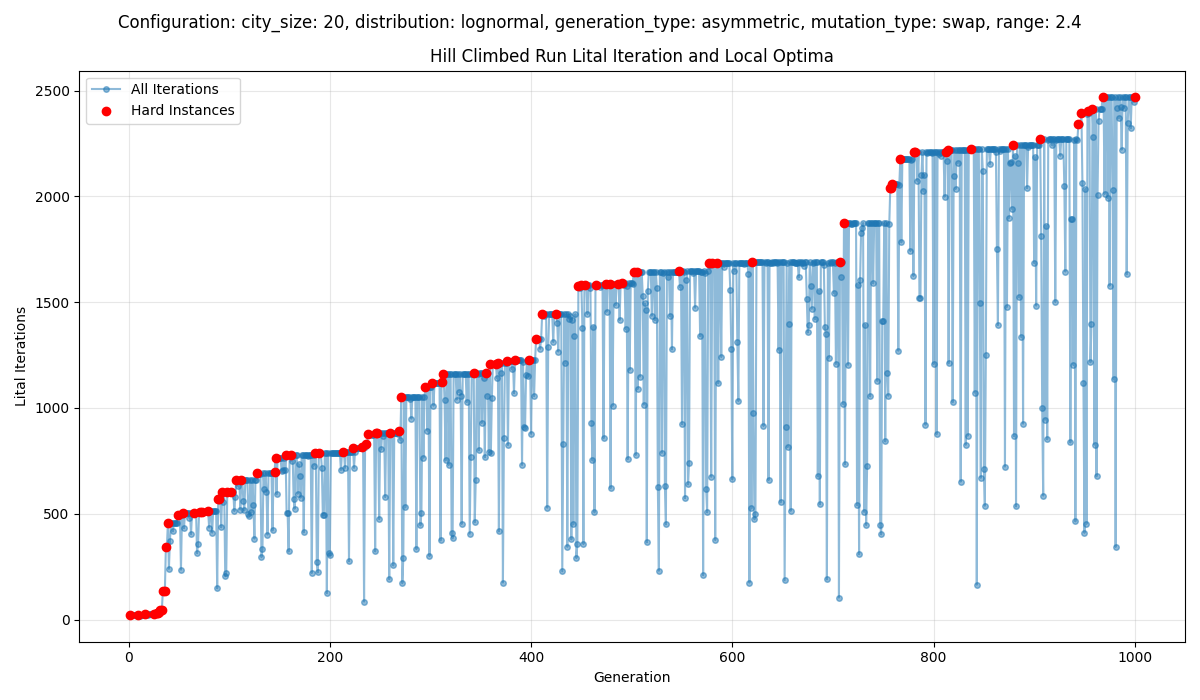 Configuration: city_size: 20, distribution: lognormal, generation_type: asymmetric, mutation_type: swap, range: 2.4
Hill Climbed Run Lital Iteration and Local Optima
All Iterations
Hard Instances
2500
2000
1500
1000
500
0
Lital Iterations
0 200 400 600 800 1000
Generation